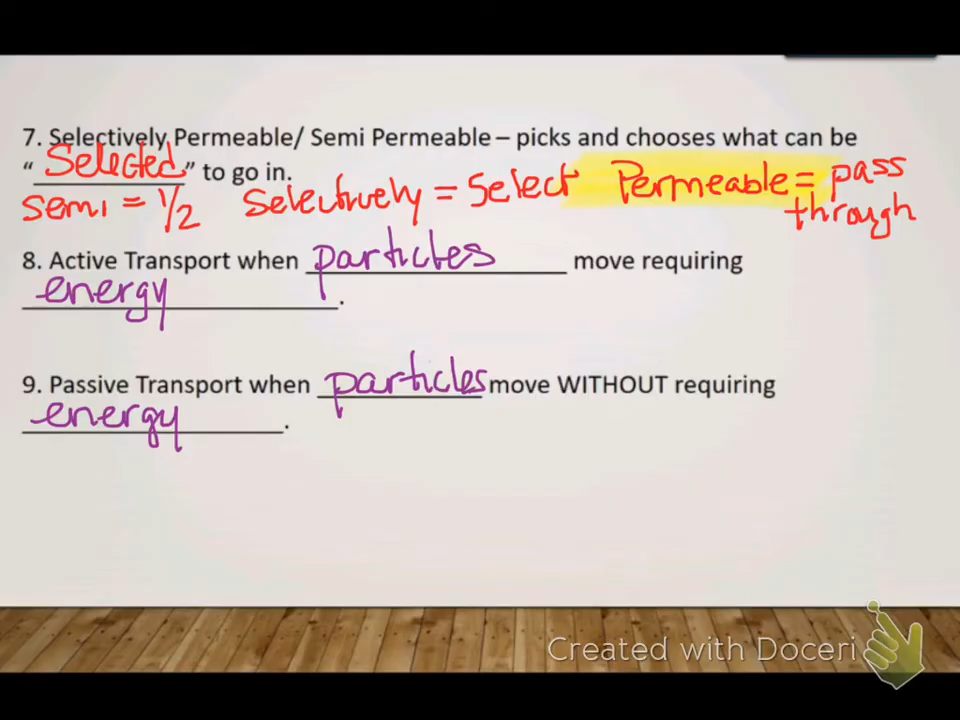 7. Selectively Permeable/ Semi Permeable – picks and chooses what can be
“Selected” to go in.
semi = 1/2 Selectively = Select Permeable = pass
through
8. Active Transport when particles move requiring
energy.
9. Passive Transport when particles move WITHOUT requiring
energy.
Created with Doceri